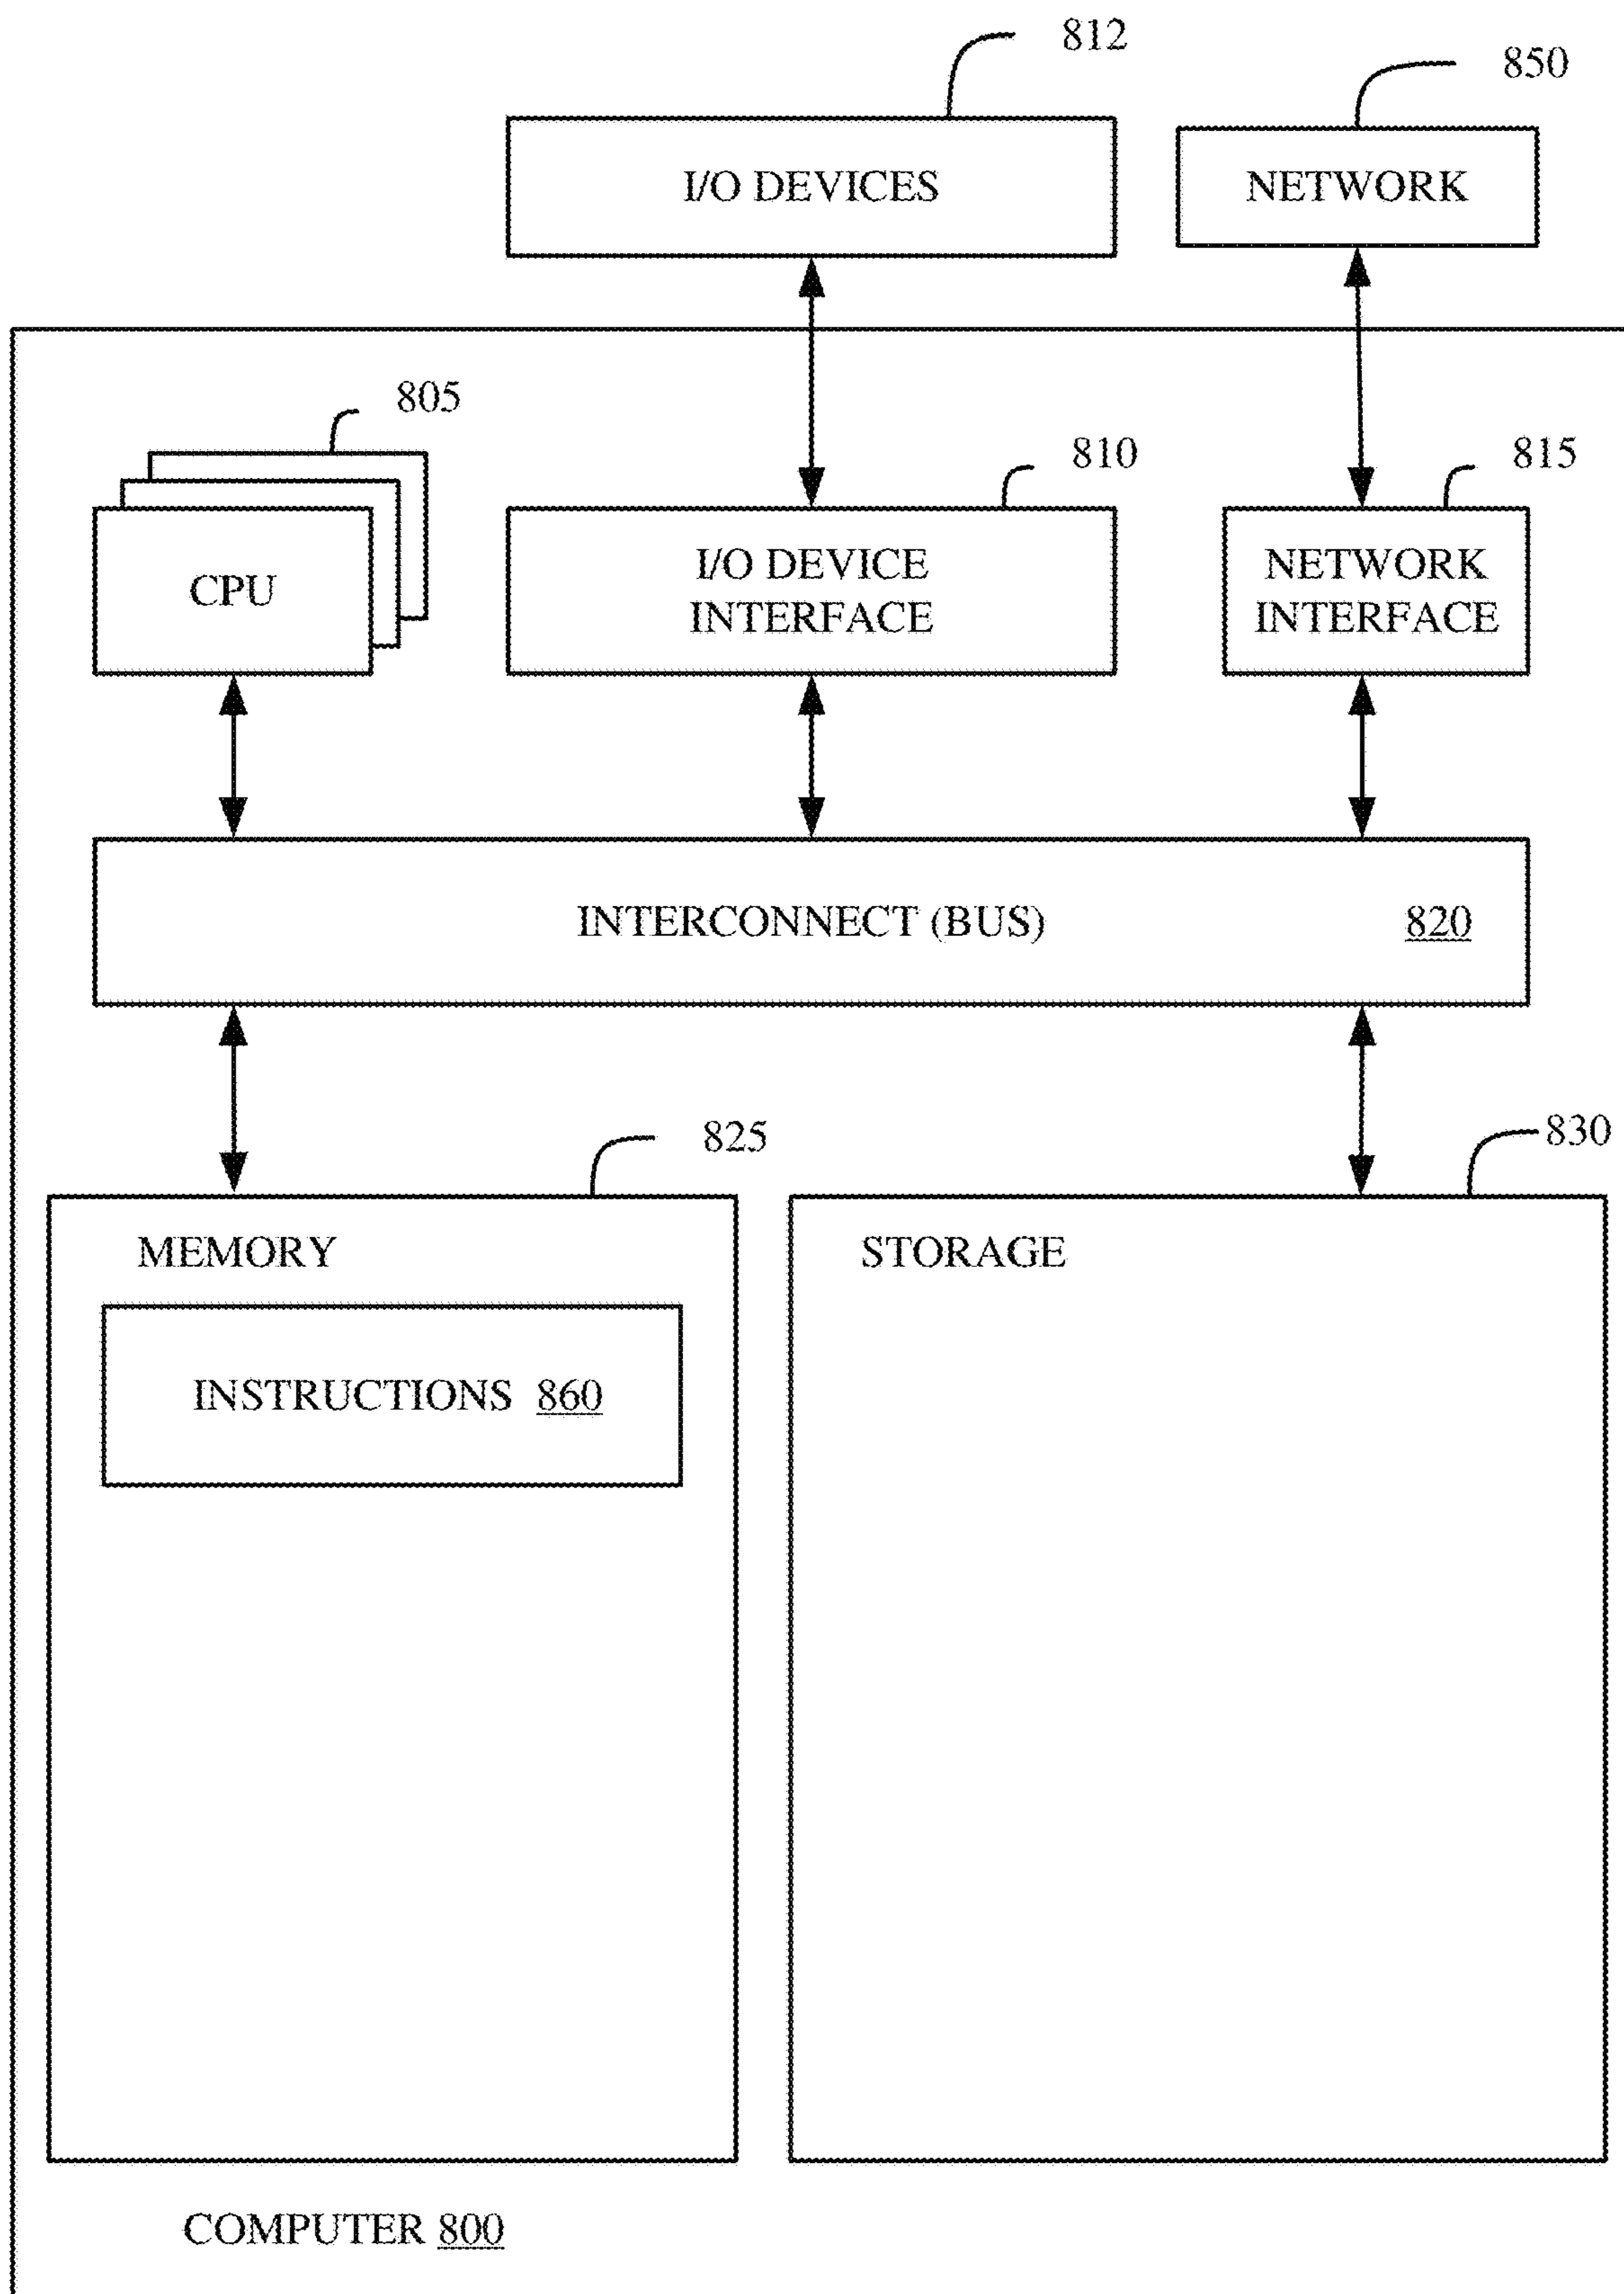 812
850
I/O DEVICES
NETWORK
805
810
815
CPU
I/O DEVICE
INTERFACE
NETWORK
INTERFACE
INTERCONNECT (BUS)
820
825
830
MEMORY
STORAGE
INSTRUCTIONS 860
COMPUTER 800